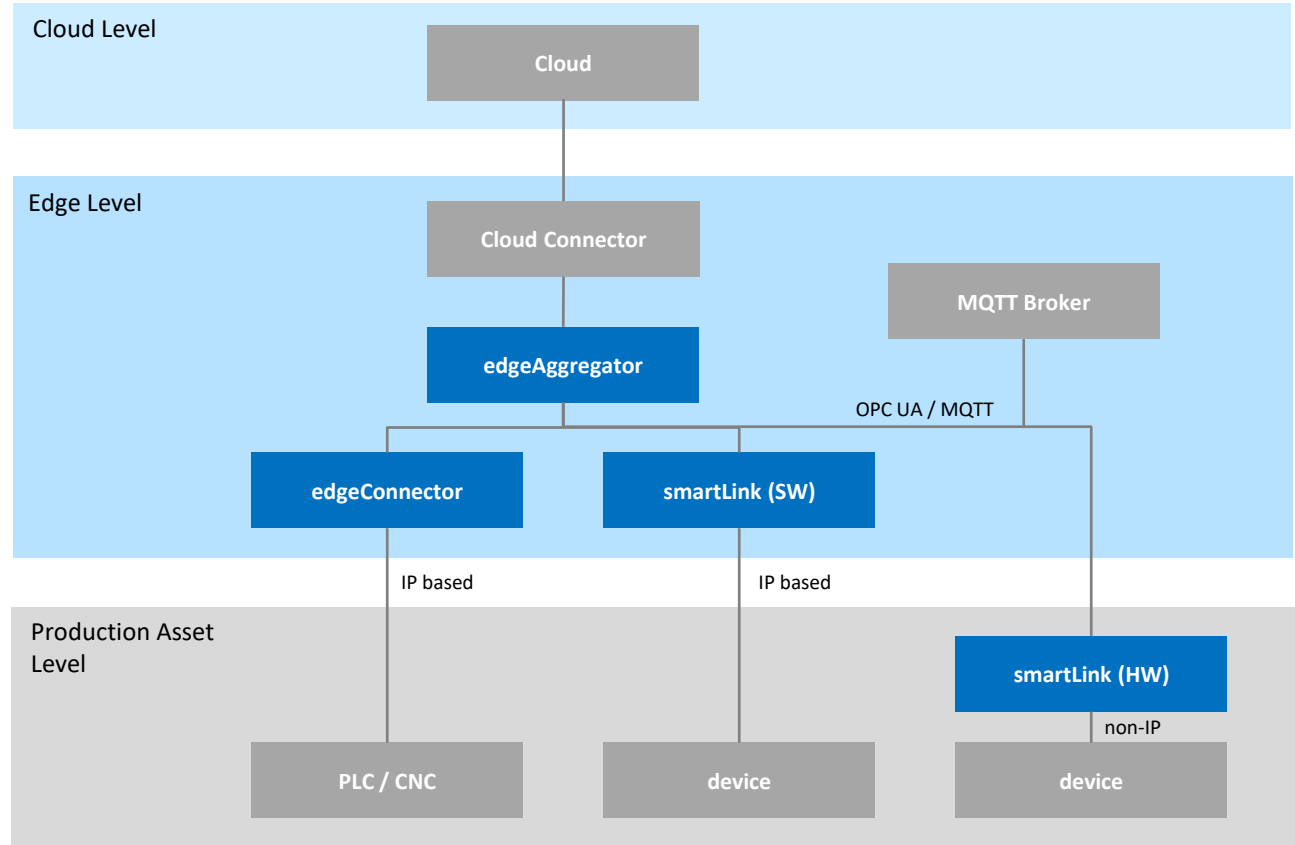 Cloud Level
Cloud
Edge Level
Cloud Connector
MQTT Broker
edgeAggregator
OPC UA / MQTT
edgeConnector
smartLink (SW)
IP based
IP based
Production Asset
Level
smartLink (HW)
non-IP
PLC / CNC
device
device